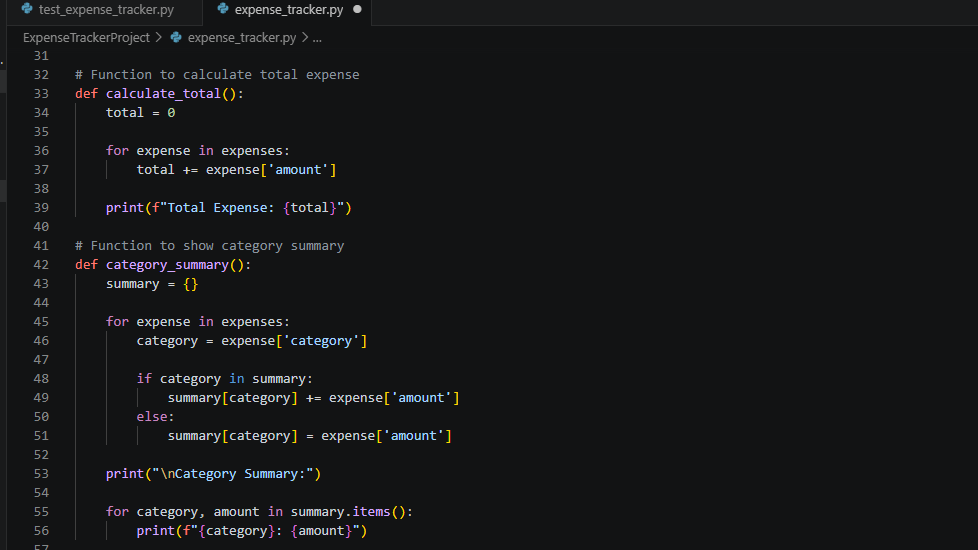 test_expense_tracker.py expense_tracker.py
ExpenseTrackerProject > expense_tracker.py > ...
31
32 # Function to calculate total expense
33 def calculate_total():
34     total = 0
35
36     for expense in expenses:
37         total += expense['amount']
38
39     print(f"Total Expense: {total}")
40
41 # Function to show category summary
42 def category_summary():
43     summary = {}
44
45     for expense in expenses:
46         category = expense['category']
47
48         if category in summary:
49             summary[category] += expense['amount']
50         else:
51             summary[category] = expense['amount']
52
53     print("\nCategory Summary:")
54
55     for category, amount in summary.items():
56         print(f"{category}: {amount}")
57